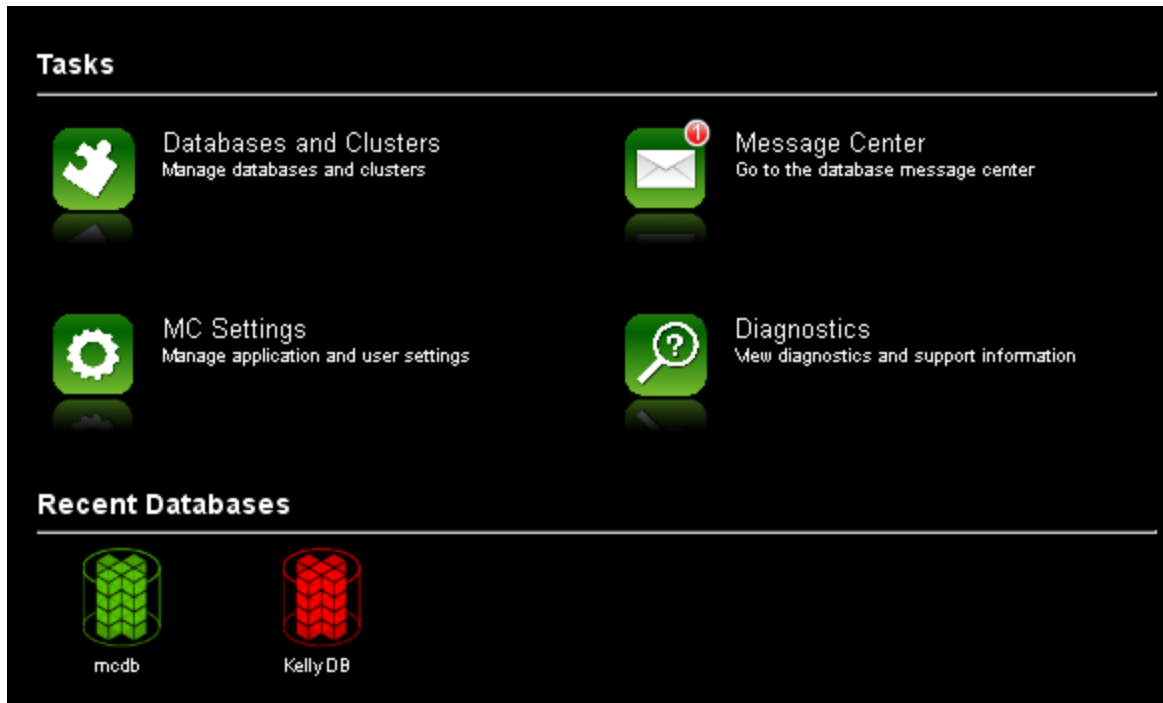 Tasks
Databases and Clusters
Manage databases and clusters
1
Message Center
Go to the database message center
MC Settings
Manage application and user settings
Diagnostics
View diagnostics and support information
Recent Databases
mcdb
KellyDB